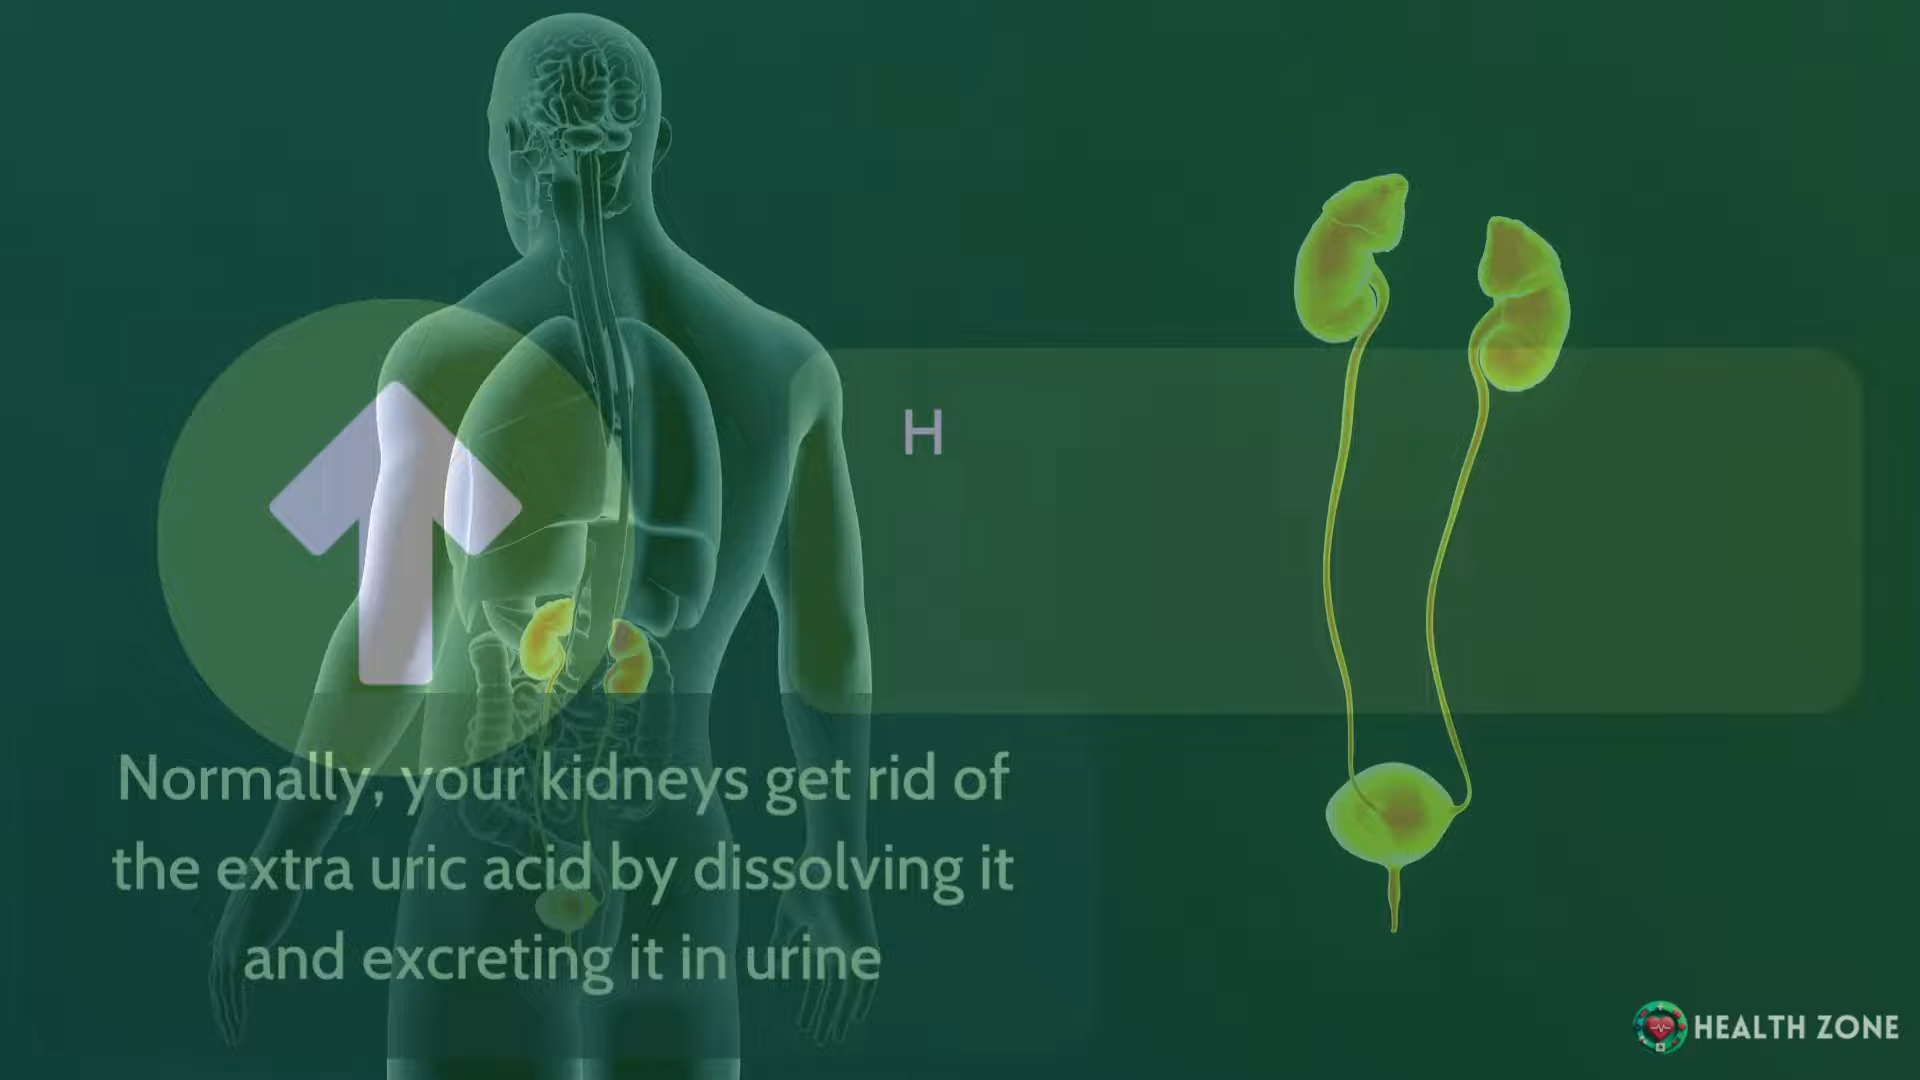 H
Normally, your kidneys get rid of
the extra uric acid by dissolving it
and excreting it in urine
HEALTH ZONE